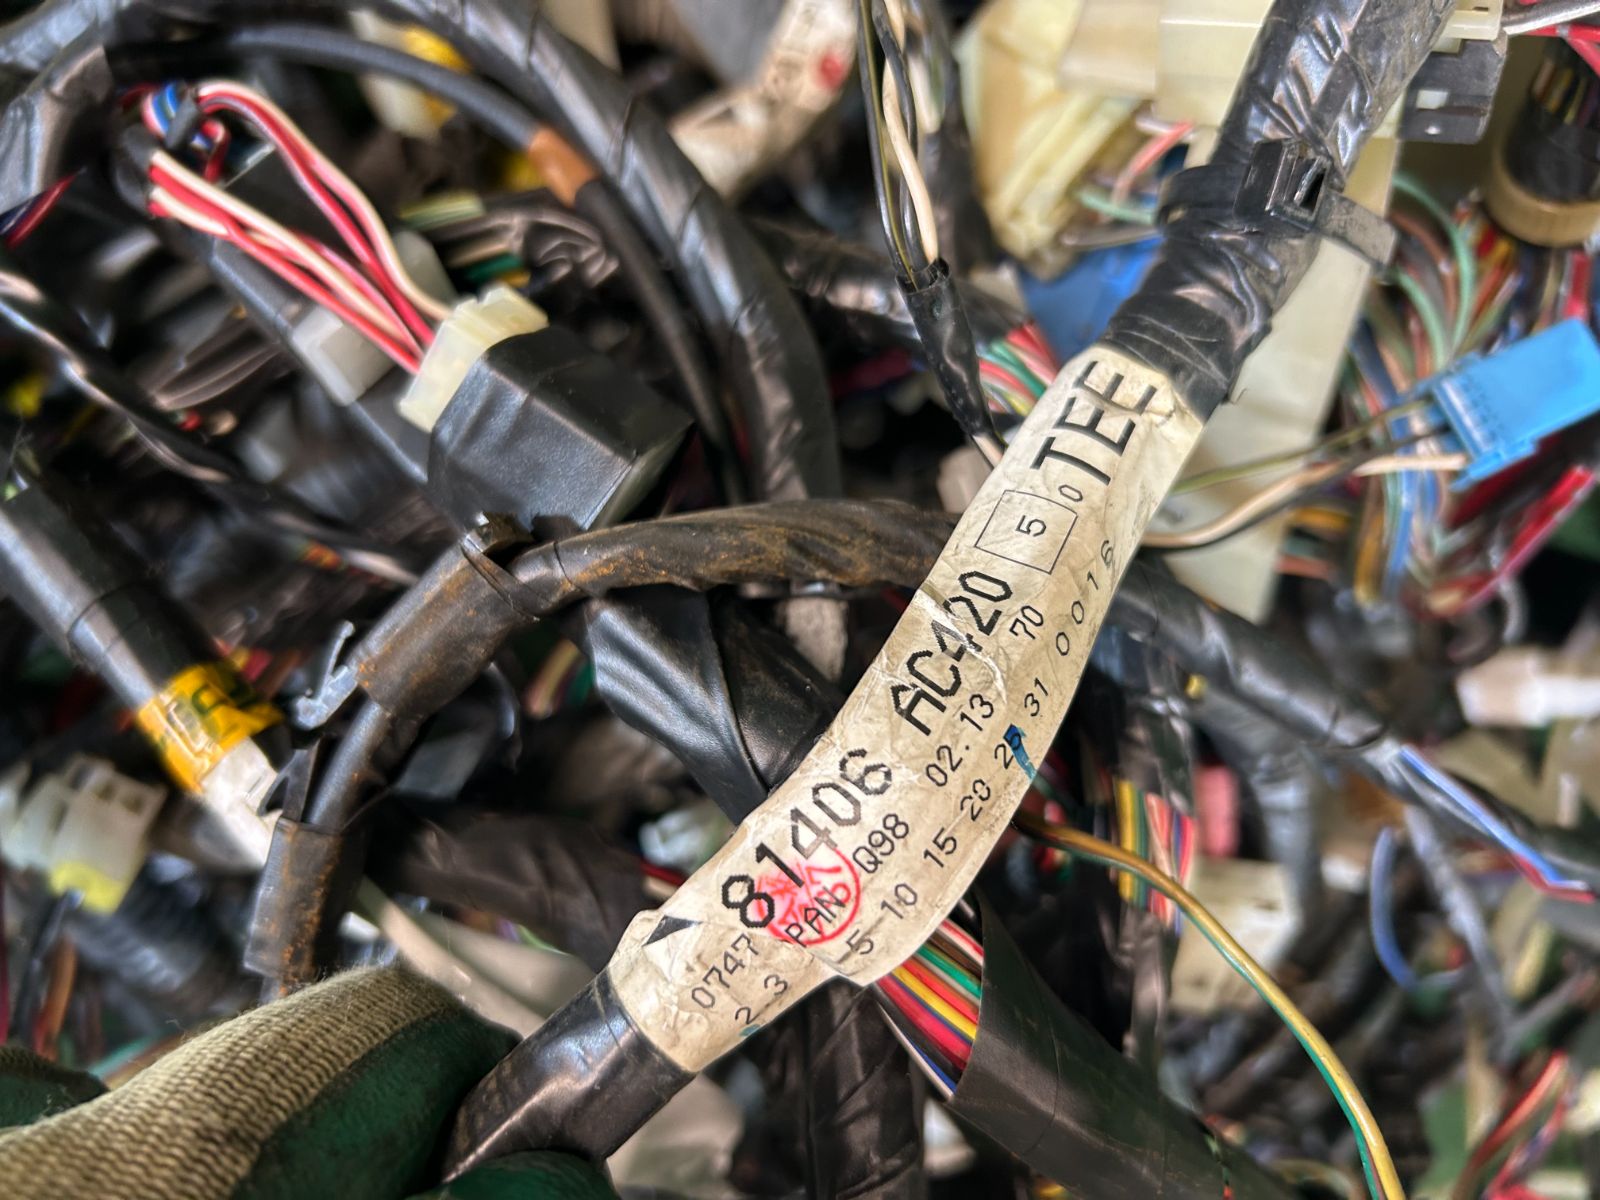 81406 AC420 5 0 TEE
0747 PAN Q98 02.13 70
2 3 5 10 15 20 25 31 / 0016